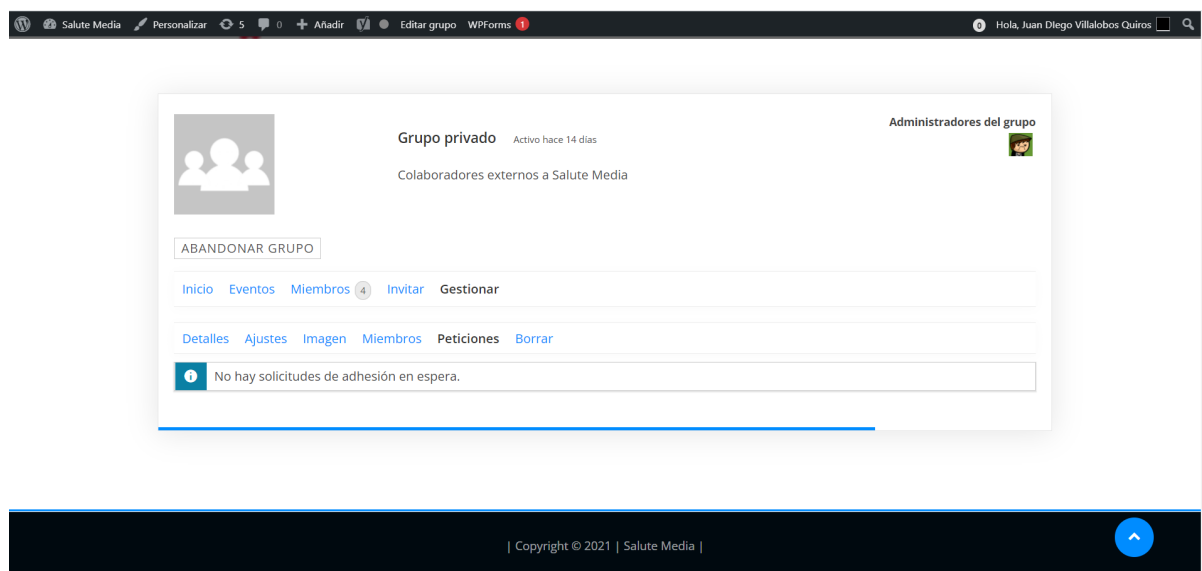 Salute Media Personalizar 5 0 Añadir Editar grupo WPForms 1 0 Hola, Juan DIego Villalobos Quiros
Administradores del grupo
Grupo privado Activo hace 14 días
Colaboradores externos a Salute Media
ABANDONAR GRUPO
Inicio Eventos Miembros 4 Invitar Gestionar
Detalles Ajustes Imagen Miembros Peticiones Borrar
No hay solicitudes de adhesión en espera.
| Copyright © 2021 | Salute Media |